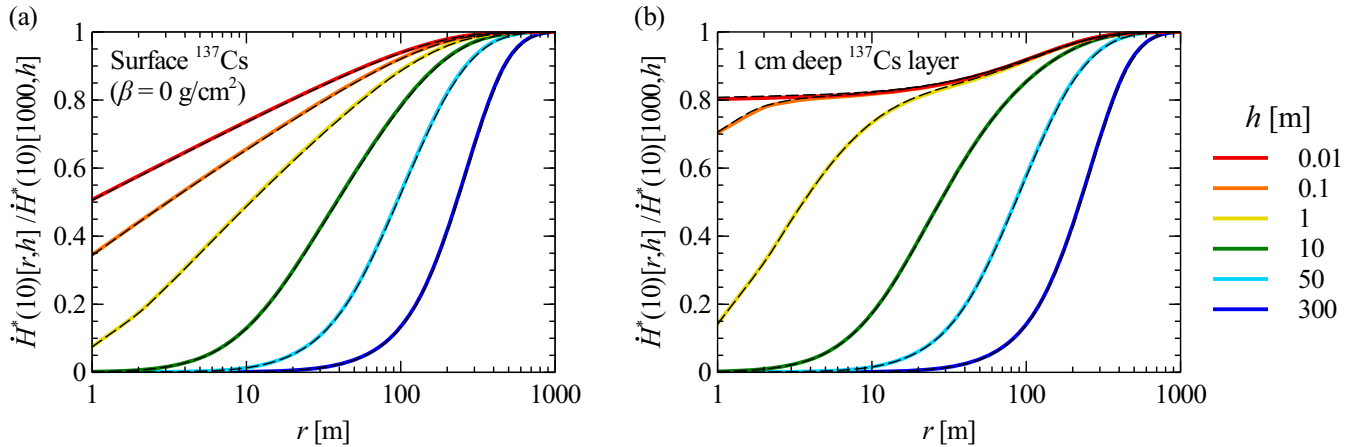 (a)
Surface ¹³⁷Cs
(β = 0 g/cm²)
Ḣ*(10)[r,h] / Ḣ*(10)[1000,h]
1
0.8
0.6
0.4
0.2
0
1 10 100 1000
r [m]
(b)
1 cm deep ¹³⁷Cs layer
Ḣ*(10)[r,h] / Ḣ*(10)[1000,h]
1
0.8
0.6
0.4
0.2
0
1 10 100 1000
r [m]
h [m]
0.01
0.1
1
10
50
300